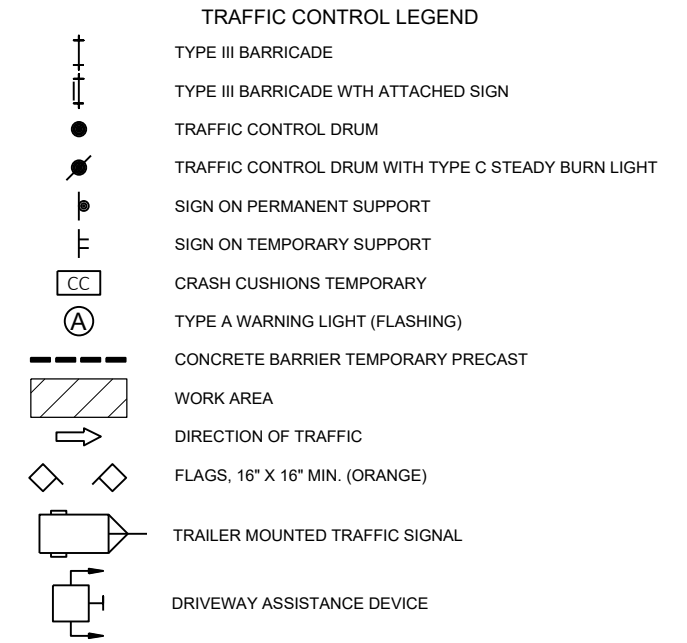 TRAFFIC CONTROL LEGEND
TYPE III BARRICADE
TYPE III BARRICADE WTH ATTACHED SIGN
TRAFFIC CONTROL DRUM
TRAFFIC CONTROL DRUM WITH TYPE C STEADY BURN LIGHT
SIGN ON PERMANENT SUPPORT
SIGN ON TEMPORARY SUPPORT
CC CRASH CUSHIONS TEMPORARY
A TYPE A WARNING LIGHT (FLASHING)
CONCRETE BARRIER TEMPORARY PRECAST
WORK AREA
DIRECTION OF TRAFFIC
FLAGS, 16" X 16" MIN. (ORANGE)
TRAILER MOUNTED TRAFFIC SIGNAL
DRIVEWAY ASSISTANCE DEVICE